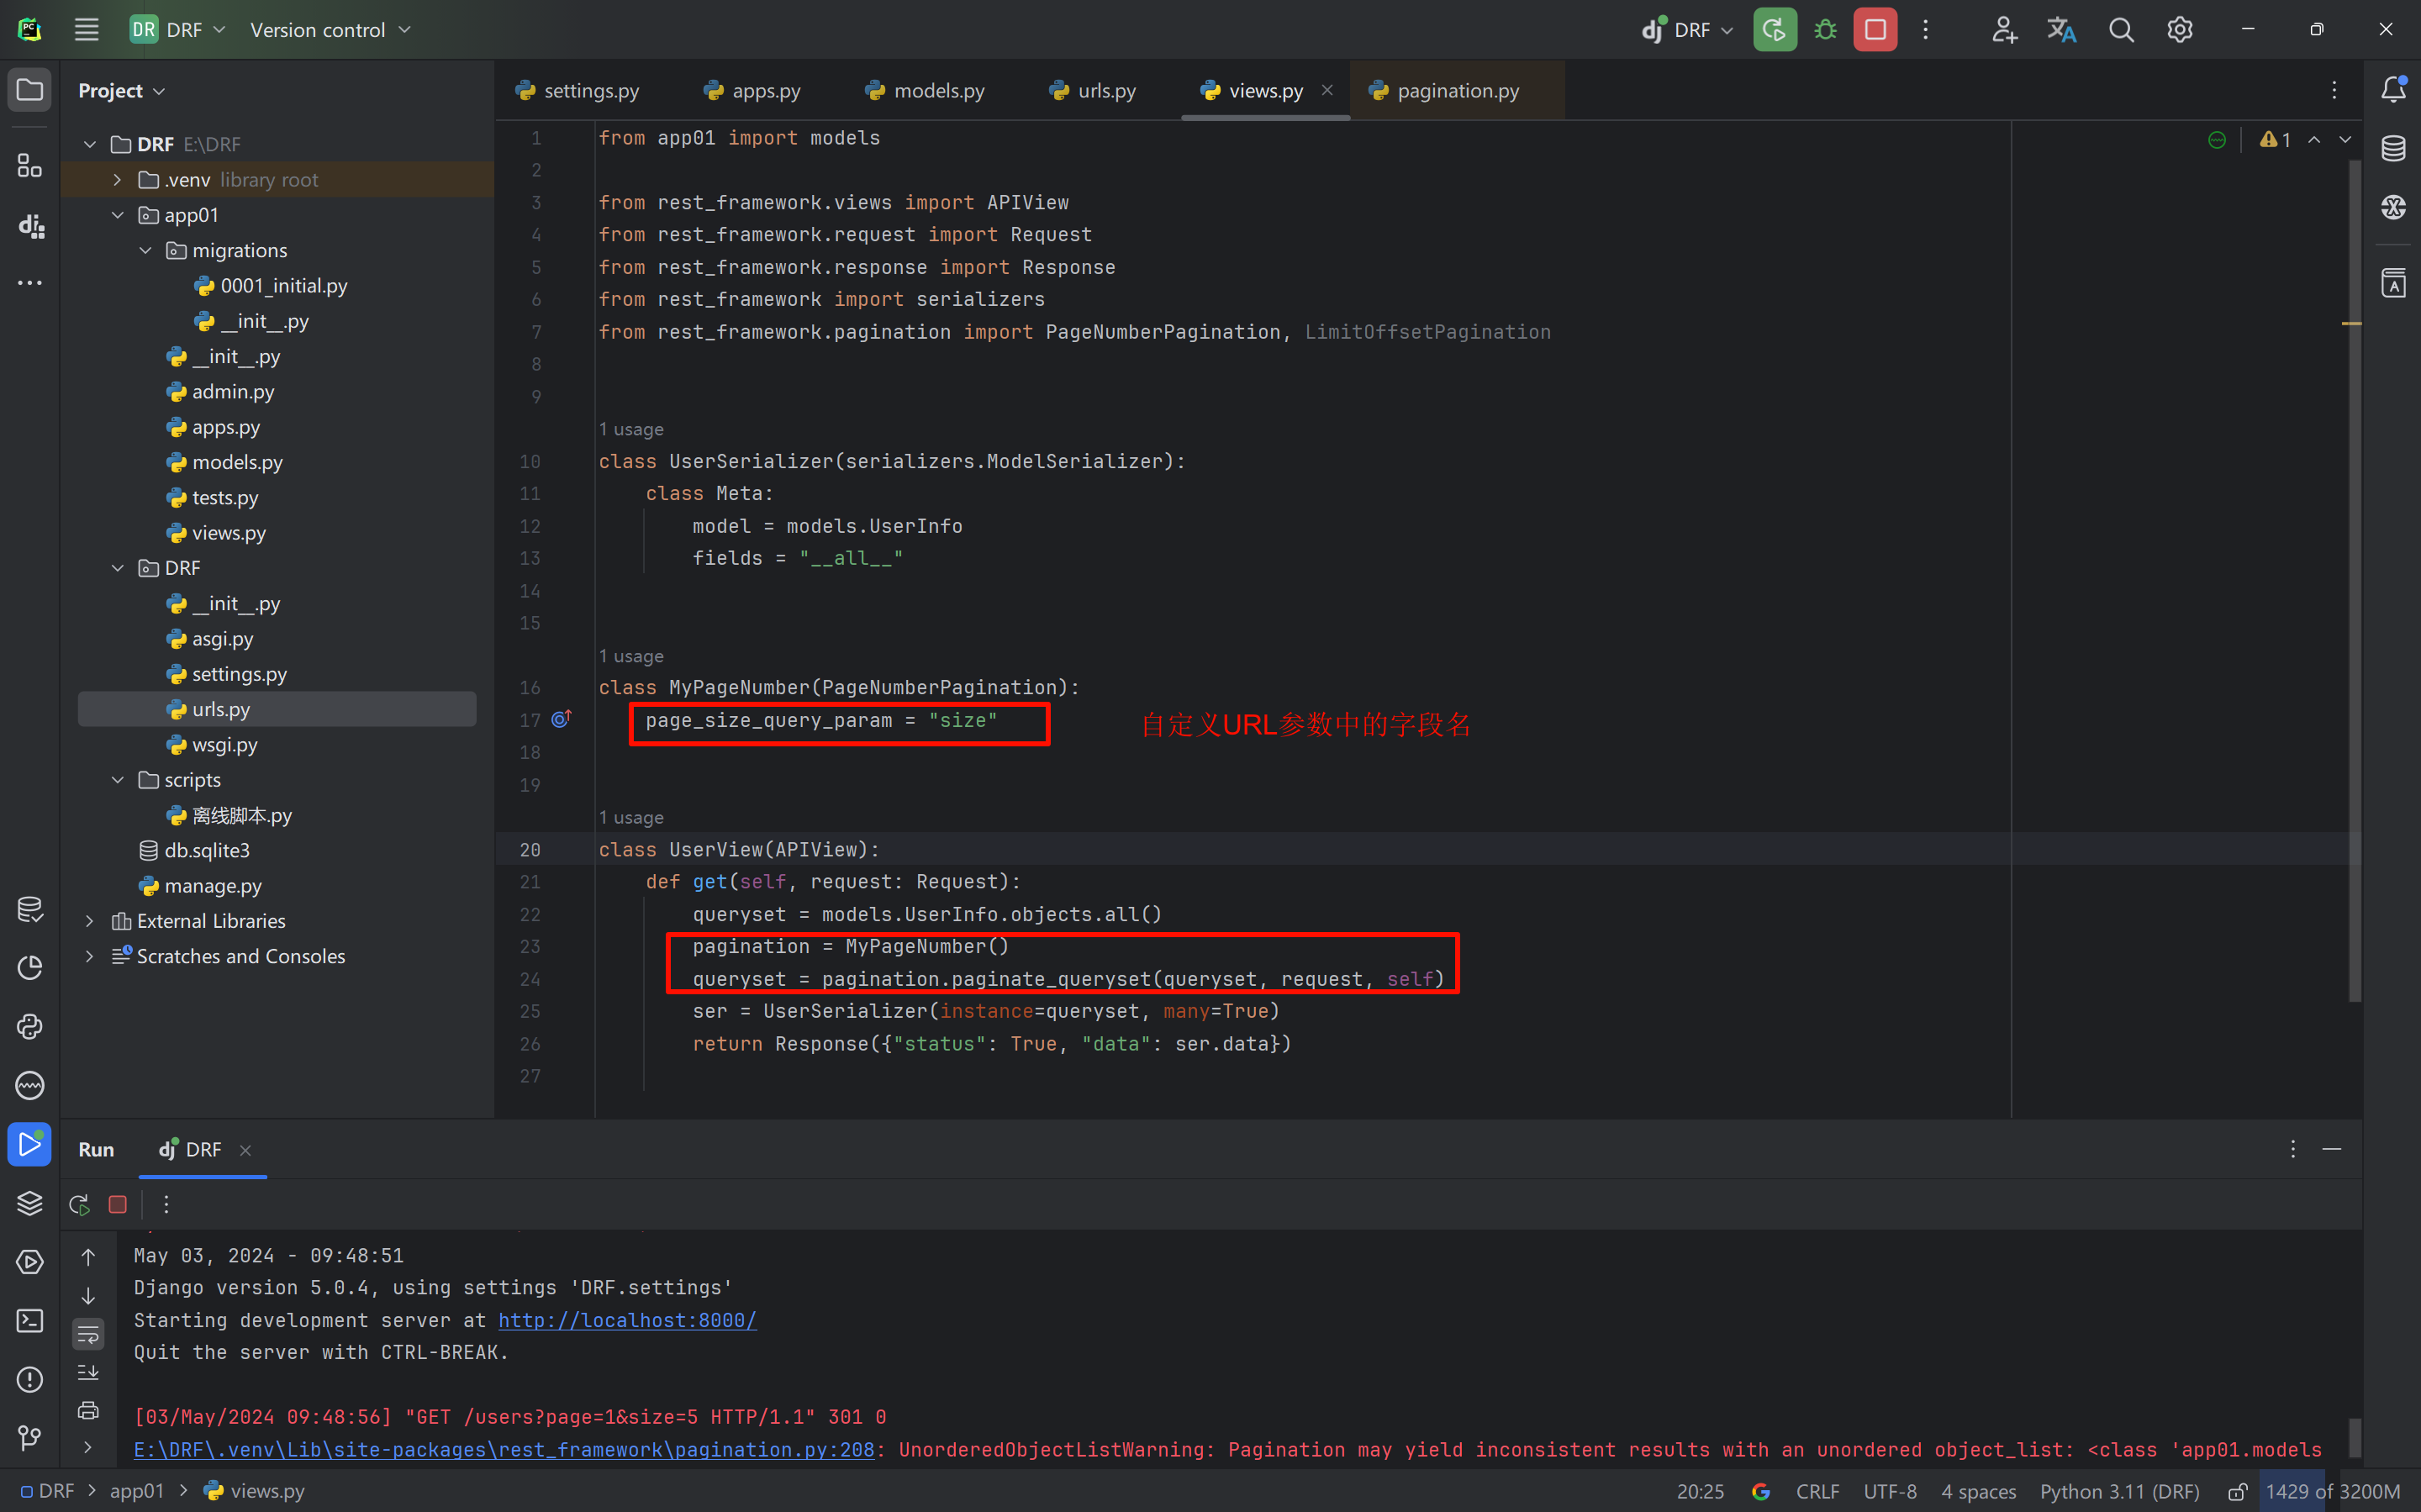 DR DRF Version control DRF
Project settings.py apps.py models.py urls.py views.py pagination.py
DRF E:\DRF
.venv library root
app01
migrations
0001_initial.py
__init__.py
__init__.py
admin.py
apps.py
models.py
tests.py
views.py
DRF
__init__.py
asgi.py
settings.py
urls.py
wsgi.py
scripts
离线脚本.py
db.sqlite3
manage.py
External Libraries
Scratches and Consoles
1
1 from app01 import models
2
3 from rest_framework.views import APIView
4 from rest_framework.request import Request
5 from rest_framework.response import Response
6 from rest_framework import serializers
7 from rest_framework.pagination import PageNumberPagination, LimitOffsetPagination
8
9
1 usage
10 class UserSerializer(serializers.ModelSerializer):
11 class Meta:
12 model = models.UserInfo
13 fields = "__all__"
14
15
1 usage
16 class MyPageNumber(PageNumberPagination):
17 page_size_query_param = "size" 自定义URL参数中的字段名
18
19
1 usage
20 class UserView(APIView):
21 def get(self, request: Request):
22 queryset = models.UserInfo.objects.all()
23 pagination = MyPageNumber()
24 queryset = pagination.paginate_queryset(queryset, request, self)
25 ser = UserSerializer(instance=queryset, many=True)
26 return Response({"status": True, "data": ser.data})
27
Run DRF
May 03, 2024 - 09:48:51
Django version 5.0.4, using settings 'DRF.settings'
Starting development server at http://localhost:8000/
Quit the server with CTRL-BREAK.
[03/May/2024 09:48:56] "GET /users?page=1&size=5 HTTP/1.1" 301 0
E:\DRF\.venv\Lib\site-packages\rest_framework\pagination.py:208: UnorderedObjectListWarning: Pagination may yield inconsistent results with an unordered object_list: <class 'app01.models
DRF > app01 > views.py 20:25 CRLF UTF-8 4 spaces Python 3.11 (DRF) 1429 of 3200M